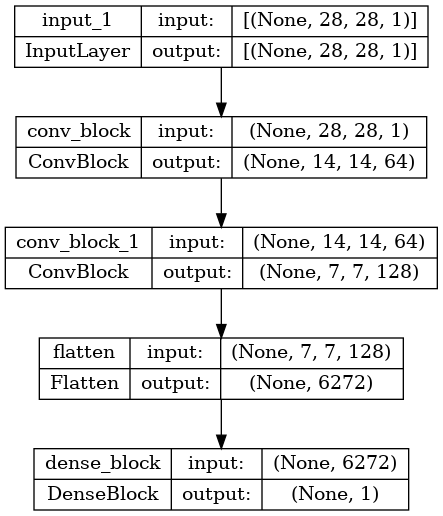 input_1 input: [(None, 28, 28, 1)]
InputLayer output: [(None, 28, 28, 1)]
conv_block input: (None, 28, 28, 1)
ConvBlock output: (None, 14, 14, 64)
conv_block_1 input: (None, 14, 14, 64)
ConvBlock output: (None, 7, 7, 128)
flatten input: (None, 7, 7, 128)
Flatten output: (None, 6272)
dense_block input: (None, 6272)
DenseBlock output: (None, 1)